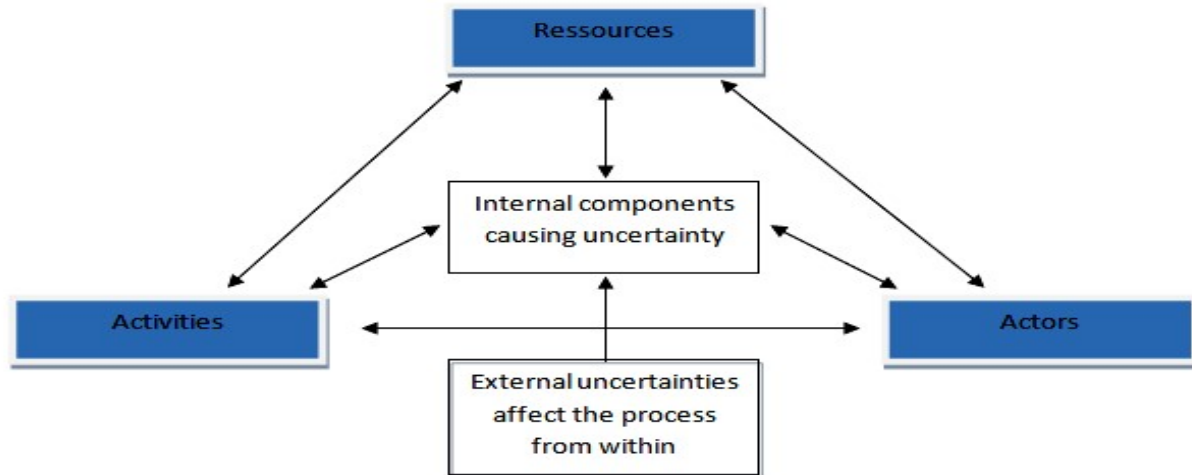 Ressources
Internal components
causing uncertainty
Activities
Actors
External uncertainties
affect the process
from within